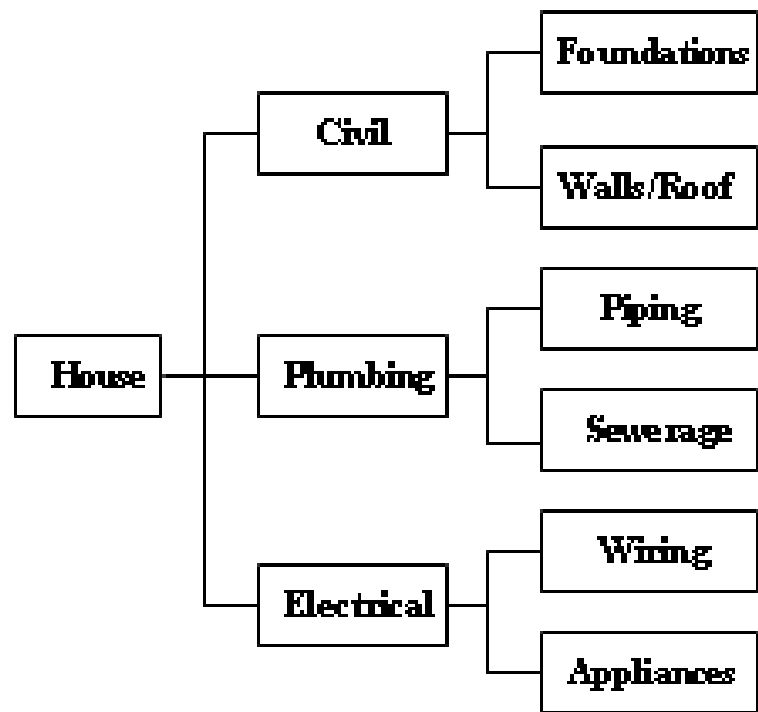 House
Civil
Foundations
Walls/Roof
Plumbing
Piping
Sewerage
Electrical
Wiring
Appliances